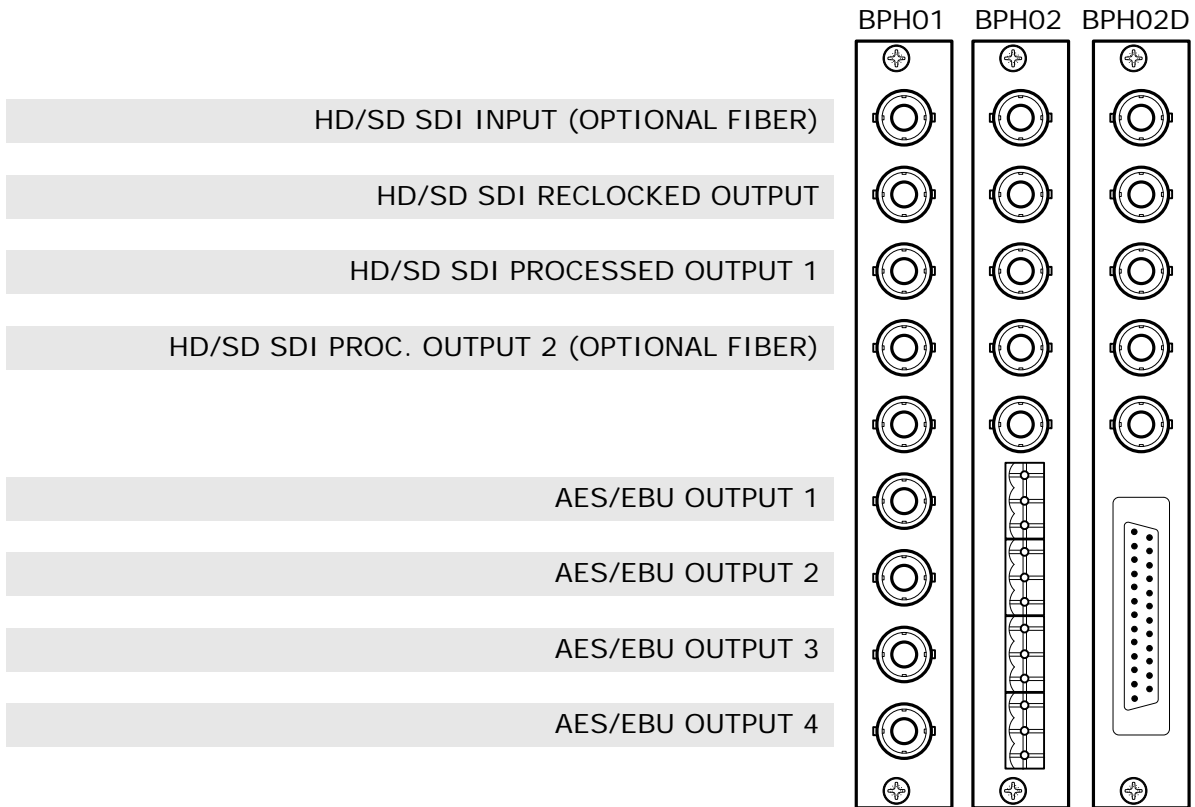 BPH01 BPH02 BPH02D
HD/SD SDI INPUT (OPTIONAL FIBER)
HD/SD SDI RECLOCKED OUTPUT
HD/SD SDI PROCESSED OUTPUT 1
HD/SD SDI PROC. OUTPUT 2 (OPTIONAL FIBER)
AES/EBU OUTPUT 1
AES/EBU OUTPUT 2
AES/EBU OUTPUT 3
AES/EBU OUTPUT 4